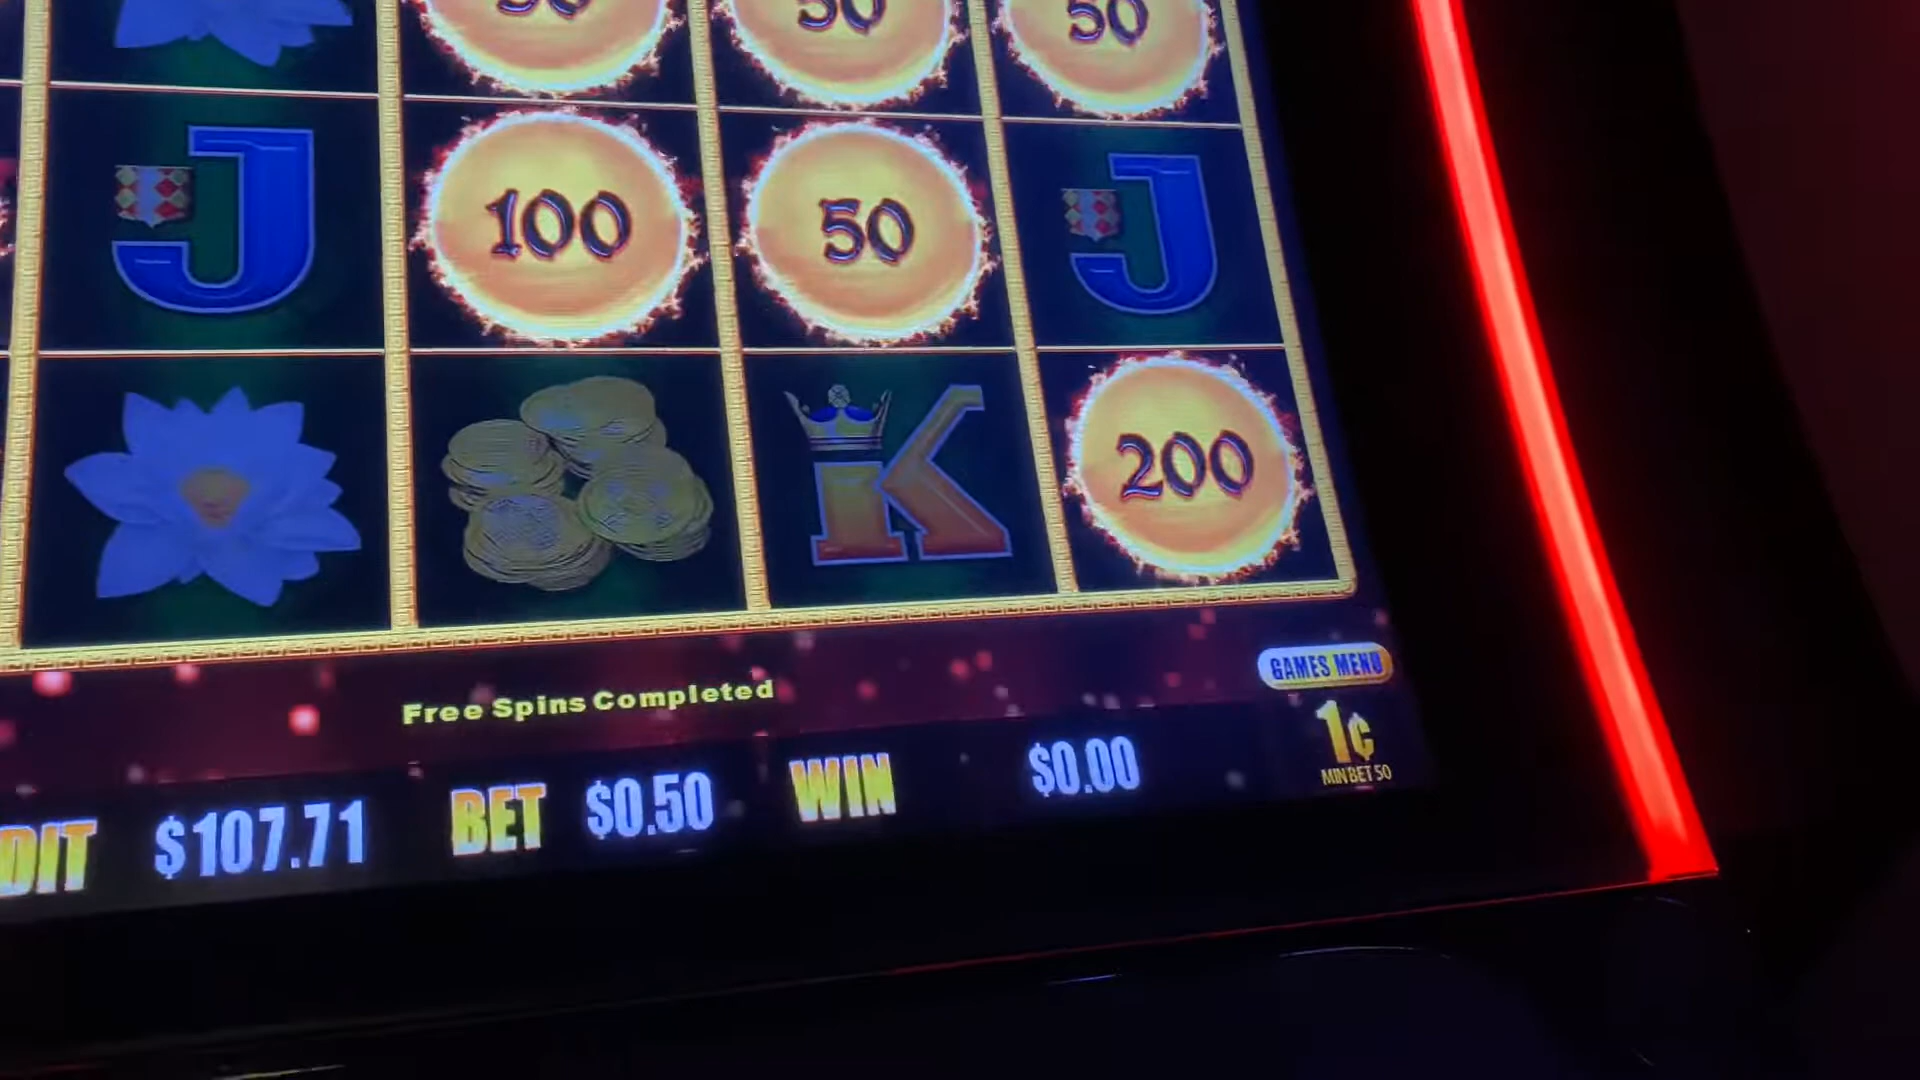 50 50 50
J 100 50 J
K 200
Free Spins Completed
GAMES MENU
1¢
MIN BET 50
DIT $107.71 BET $0.50 WIN $0.00